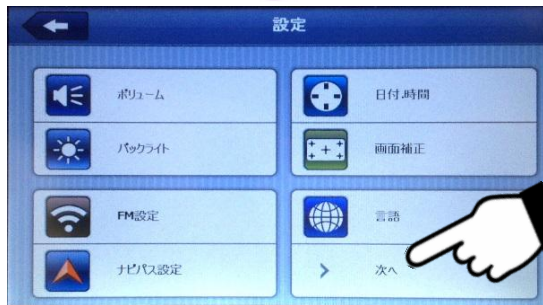 設定
ボリューム
日付・時間
バックライト
画面補正
FM設定
言語
ナビパス設定
次へ